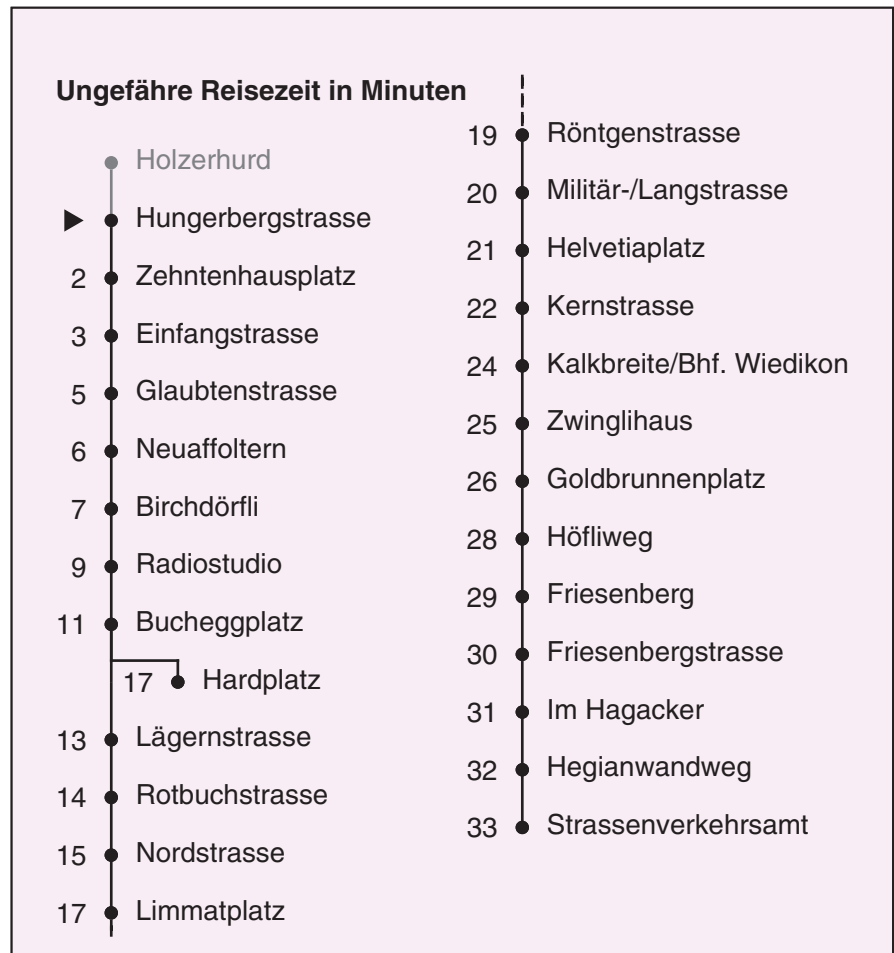 Ungefähre Reisezeit in Minuten
Holzerhurd
Hungerbergstrasse
2 Zehntenhausplatz
3 Einfangstrasse
5 Glaubtenstrasse
6 Neuaffoltern
7 Birchdörfli
9 Radiostudio
11 Bucheggplatz
17 Hardplatz
13 Lägernstrasse
14 Rotbuchstrasse
15 Nordstrasse
17 Limmatplatz
19 Röntgenstrasse
20 Militär-/Langstrasse
21 Helvetiaplatz
22 Kernstrasse
24 Kalkbreite/Bhf. Wiedikon
25 Zwinglihaus
26 Goldbrunnenplatz
28 Höfliweg
29 Friesenberg
30 Friesenbergstrasse
31 Im Hagacker
32 Hegianwandweg
33 Strassenverkehrsamt